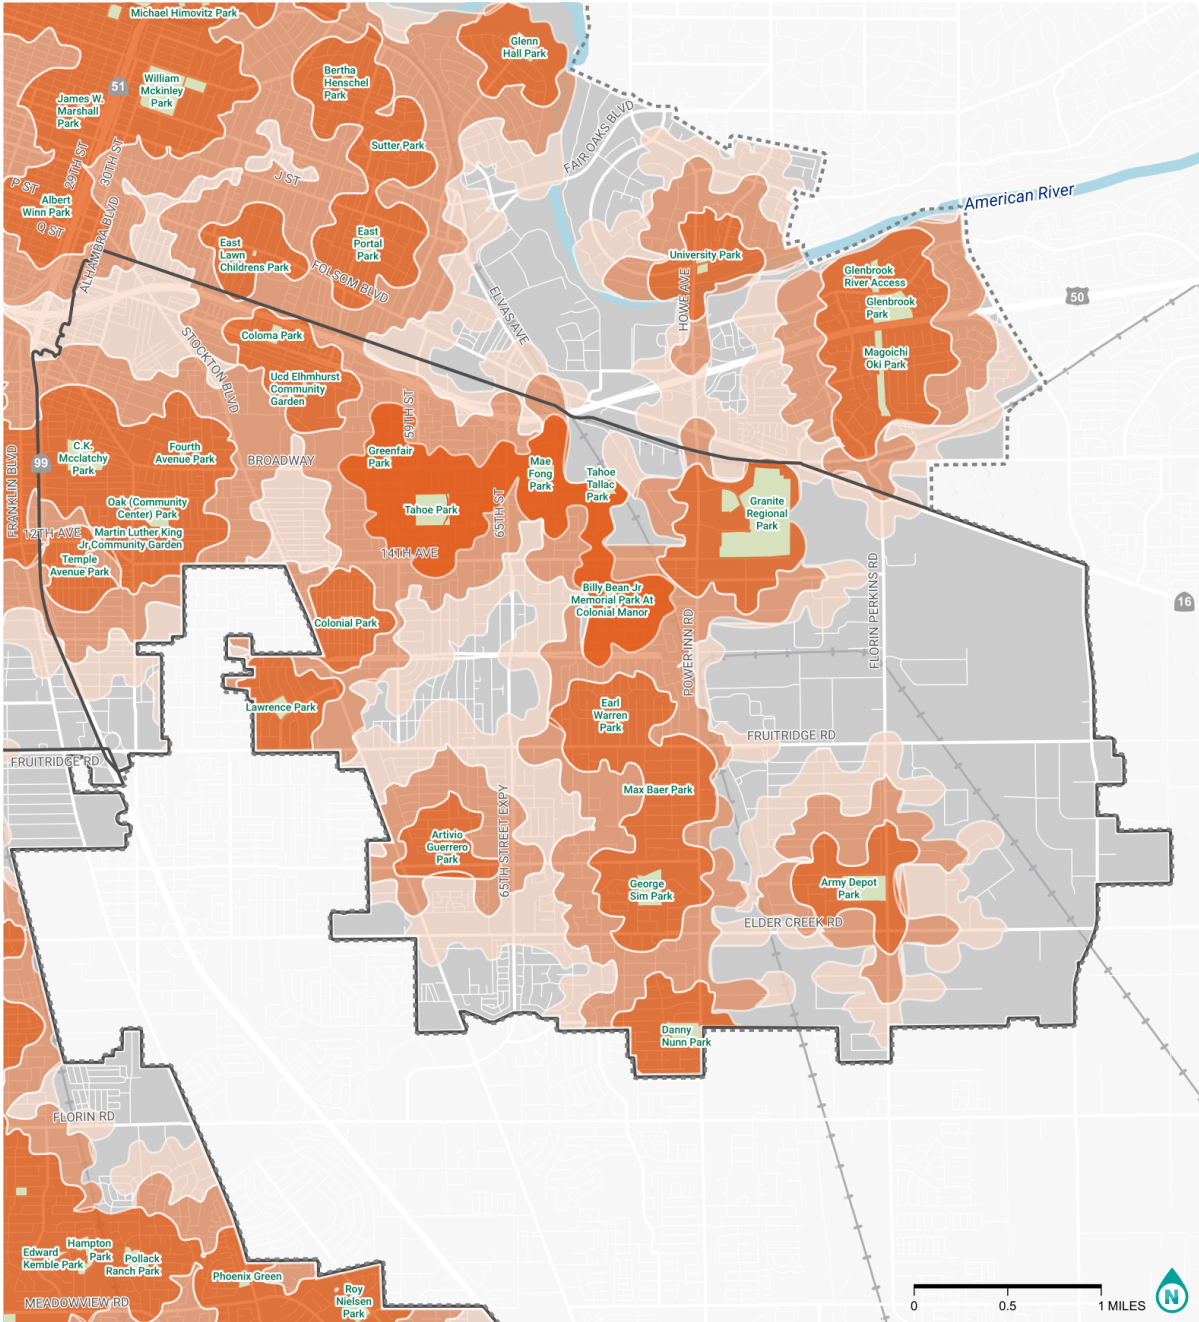 Michael Himovitz Park
Glenn
Hall Park
Bertha
Henschel
Park
51
William
Mckinley
Park
James W.
Marshall
Park
FAIR OAKS BLVD
Sutter Park
29TH ST
30TH ST
J ST
P ST
Albert
Winn Park
Q ST
American River
ALHAMBRA BLVD
East
Lawn
Childrens Park
East
Portal
Park
University Park
FOLSOM BLVD
Glenbrook
River Access
Glenbrook
Park
50
HOWE AVE
ELVAS AVE
Coloma Park
STOCKTON BLVD
Magoichi
Oki Park
Ucd Elhmhurst
Community
Garden
59TH ST
C.K.
Mcclatchy
Park
Fourth
Avenue Park
BROADWAY
Greenfair
Park
99
FRANKLIN BLVD
Mae
Fong
Park
Tahoe
Tallac
Park
Oak (Community
Center) Park
Tahoe Park
65TH ST
Granite
Regional
Park
12TH AVE
Martin Luther King
Jr Community Garden
14TH AVE
Temple
Avenue Park
Billy Bean Jr
Memorial Park At
Colonial Manor
16
FLORIN PERKINS RD
Colonial Park
POWER INN RD
Lawrence Park
Earl
Warren
Park
FRUITRIDGE RD
FRUITRIDGE RD
Max Baer Park
65TH STREET EXPY
Artivio
Guerrero
Park
George
Sim Park
Army Depot
Park
ELDER CREEK RD
Danny
Nunn Park
FLORIN RD
Edward
Kemble Park
Hampton
Park
Pollack
Ranch Park
Phoenix Green
Roy
Nielsen
Park
MEADOWVIEW RD
0 0.5 1 MILES
N